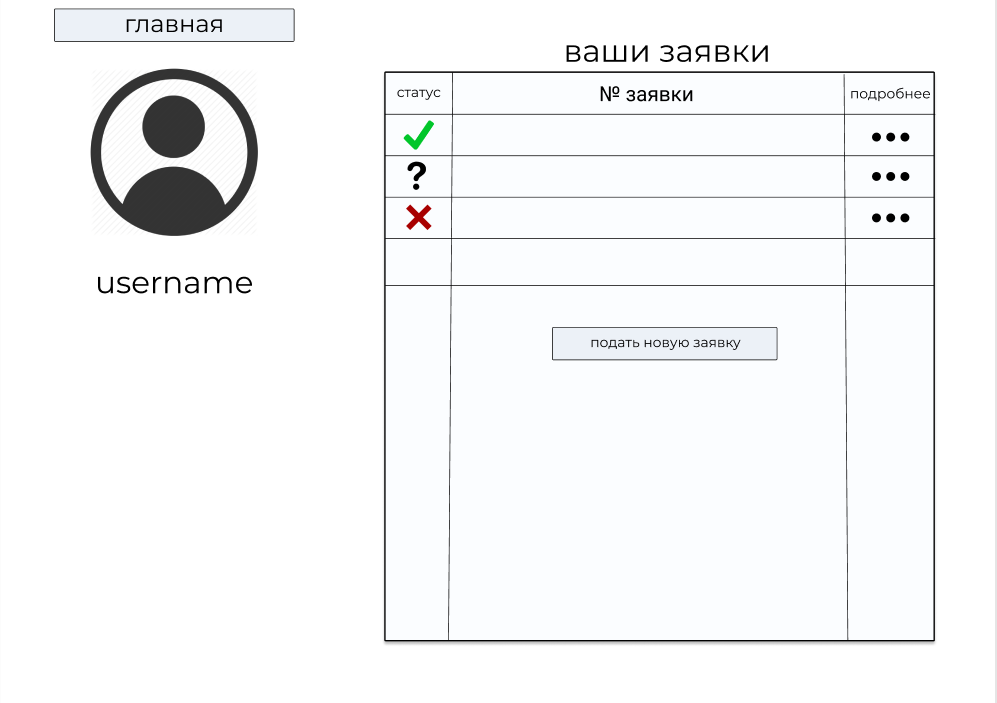 главная
username
ваши заявки
статус № заявки подробнее
?
подать новую заявку